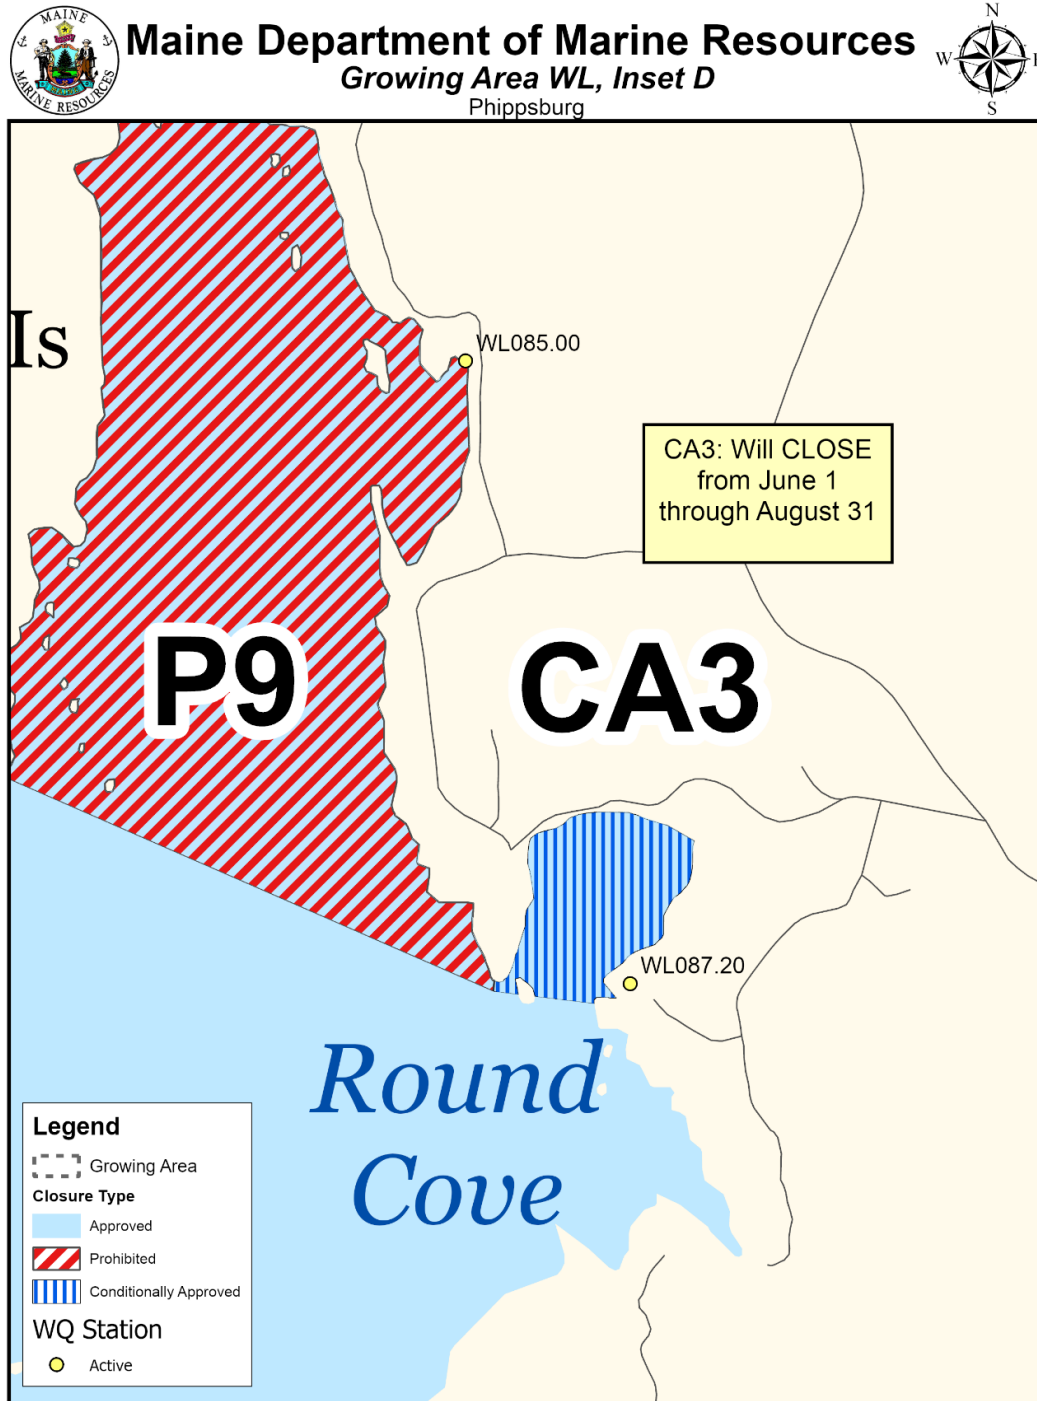 MAINE
MARINE RESOURCES
Maine Department of Marine Resources
Growing Area WL, Inset D
Phippsburg
N
W
S
Is
WL085.00
CA3: Will CLOSE
from June 1
through August 31
P9
CA3
WL087.20
Round
Cove
Legend
Growing Area
Closure Type
Approved
Prohibited
Conditionally Approved
WQ Station
Active